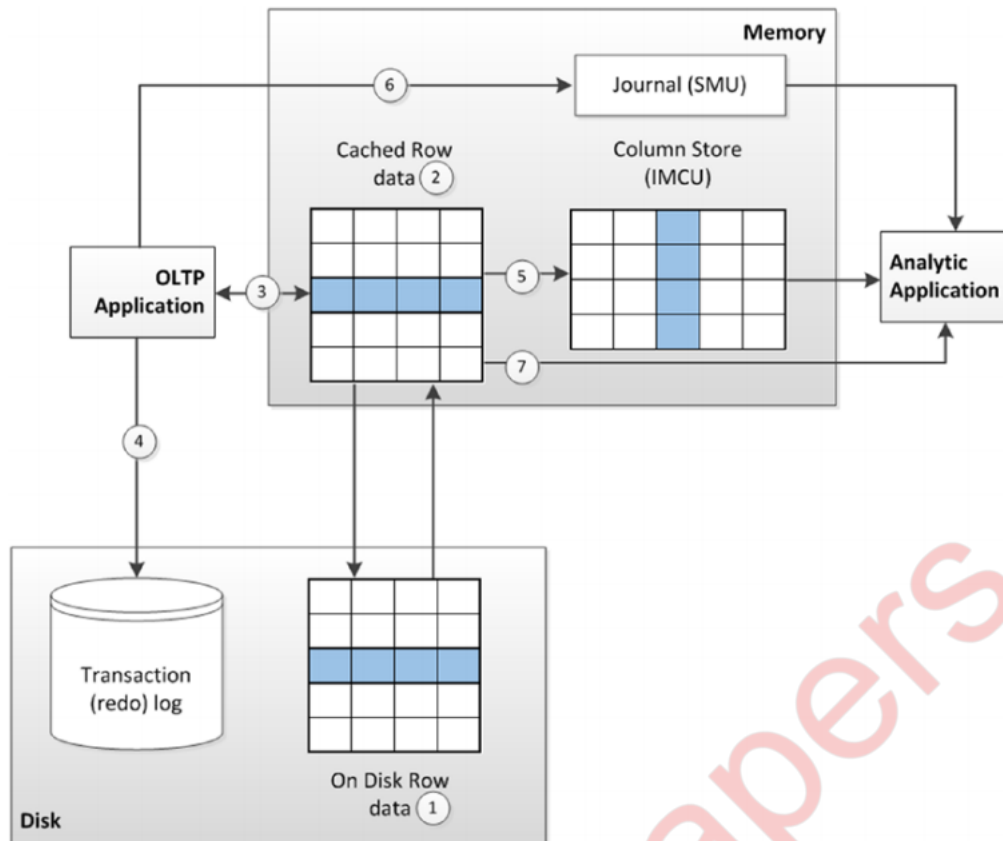 Memory
6
Journal (SMU)
Cached Row
data 2
Column Store
(IMCU)
OLTP
Application
3
5
Analytic
Application
7
4
Transaction
(redo) log
On Disk Row
data 1
Disk
apers